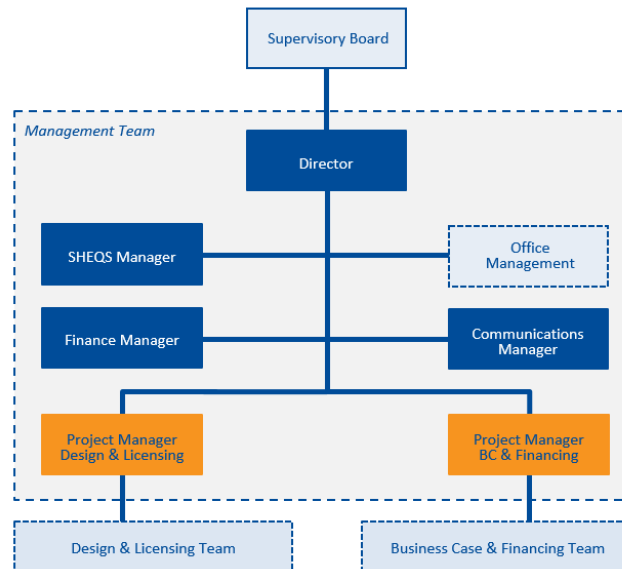 Supervisory Board
Management Team
Director
SHEQS Manager
Office
Management
Finance Manager
Communications
Manager
Project Manager
Design & Licensing
Project Manager
BC & Financing
Design & Licensing Team
Business Case & Financing Team